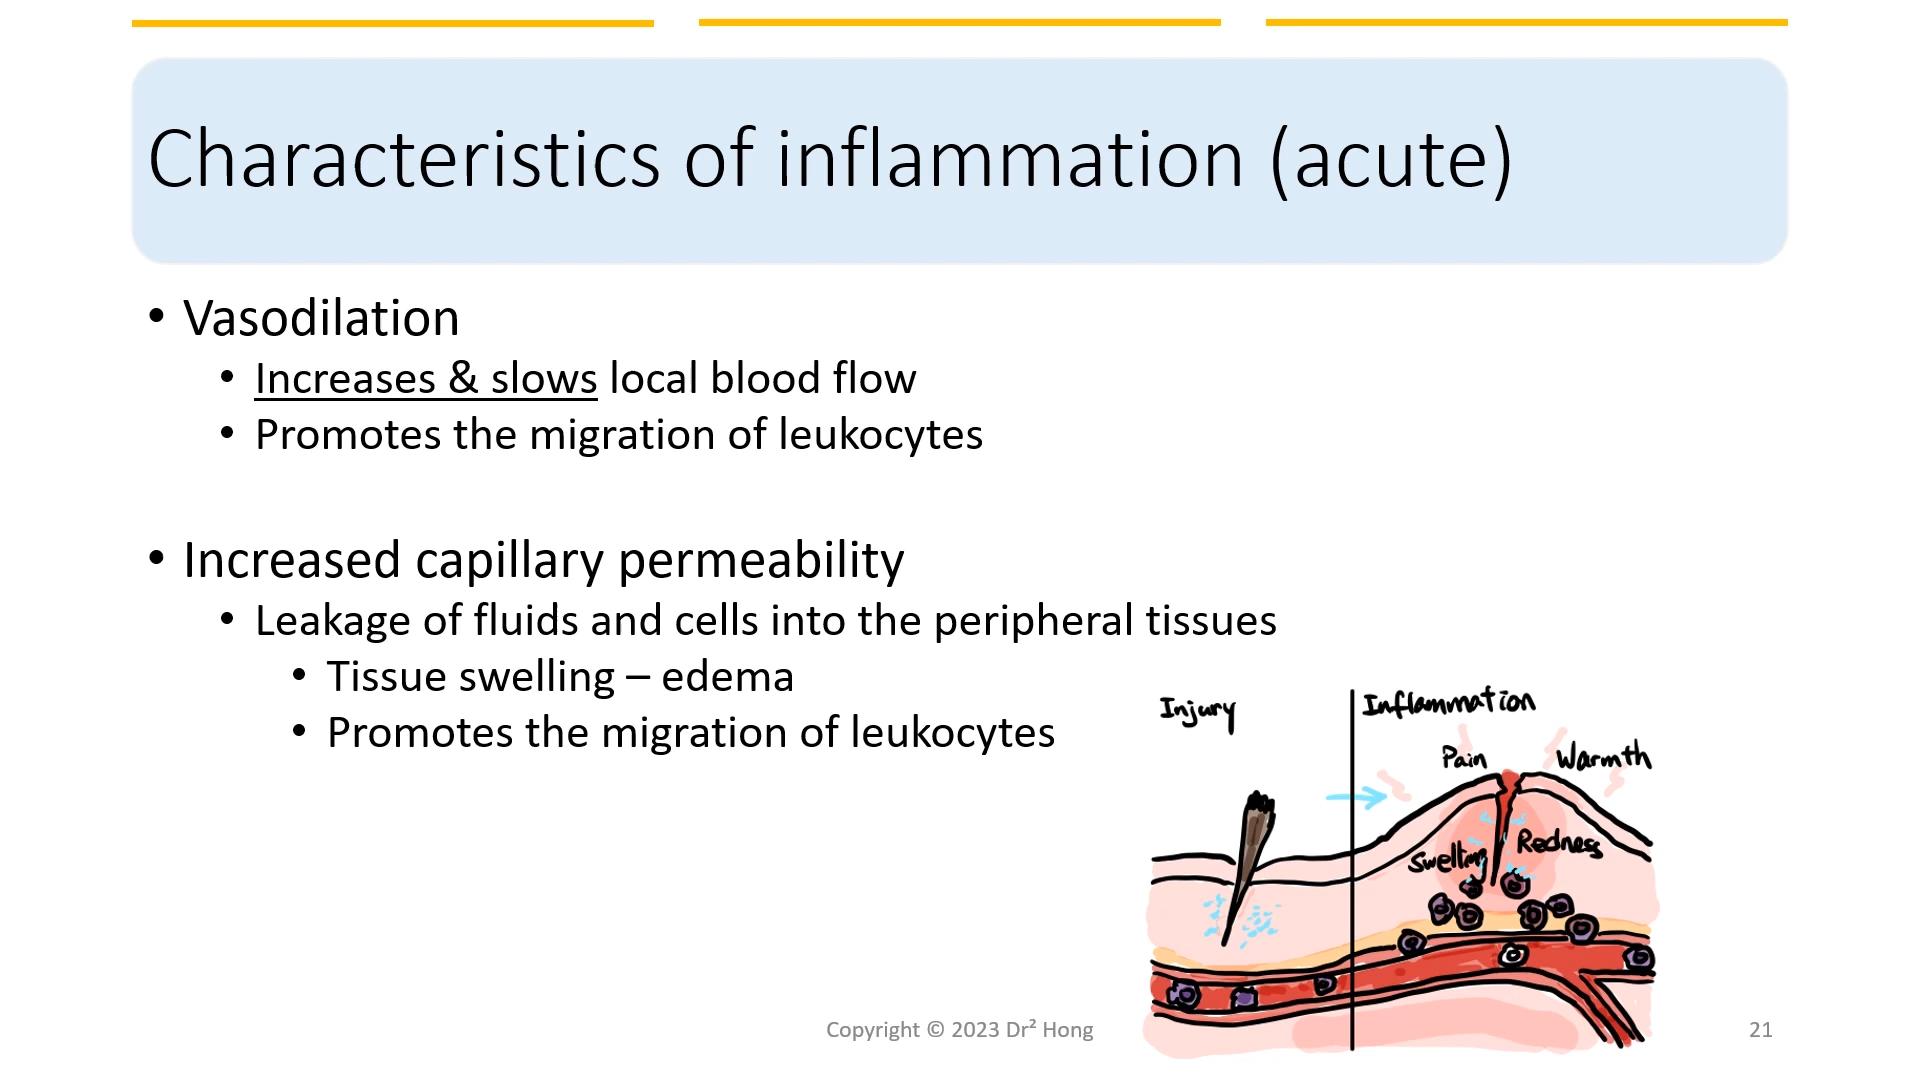 Characteristics of inflammation (acute)
• Vasodilation
• Increases & slows local blood flow
• Promotes the migration of leukocytes
• Increased capillary permeability
• Leakage of fluids and cells into the peripheral tissues
• Tissue swelling – edema
• Promotes the migration of leukocytes
Injury
Inflammation
Pain
Warmth
Swelling
Redness
Copyright © 2023 Dr² Hong
21